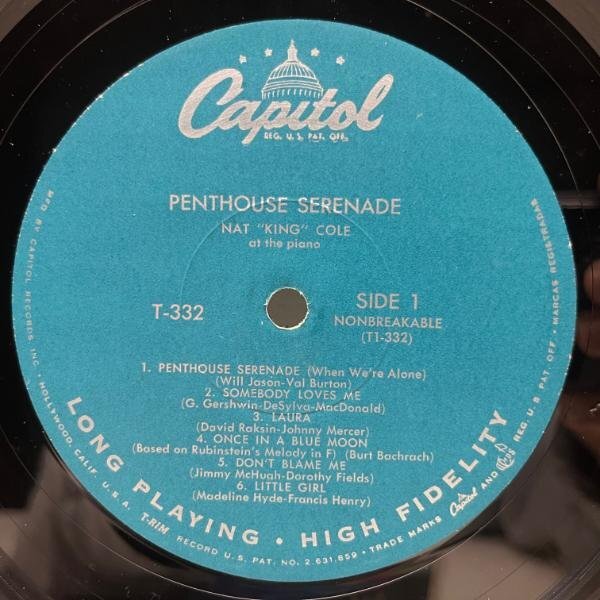 Capitol
REG. U.S. PAT. OFF.
PENTHOUSE SERENADE
NAT "KING" COLE
at the piano
T-332
SIDE 1
NONBREAKABLE
(T1-332)
1. PENTHOUSE SERENADE (When We're Alone)
(Will Jason-Val Burton)
2. SOMEBODY LOVES ME
(G. Gershwin-DeSylva-MacDonald)
3. LAURA
(David Raksin-Johnny Mercer)
4. ONCE IN A BLUE MOON
(Based on Rubinstein's Melody in F) (Burt Bachrach)
5. DON'T BLAME ME
(Jimmy McHugh-Dorothy Fields)
6. LITTLE GIRL
(Madeline Hyde-Francis Henry)
LONG PLAYING • HIGH FIDELITY
MFG. BY CAPITOL RECORDS, INC. • HOLLYWOOD, CALIF. U.S.A. T-RIM RECORD U.S. PAT. NO. 2,631,859 • TRADE MARKS Capitol AND REG. U.S. PAT. OFF. • MARCAS REGISTRADAS